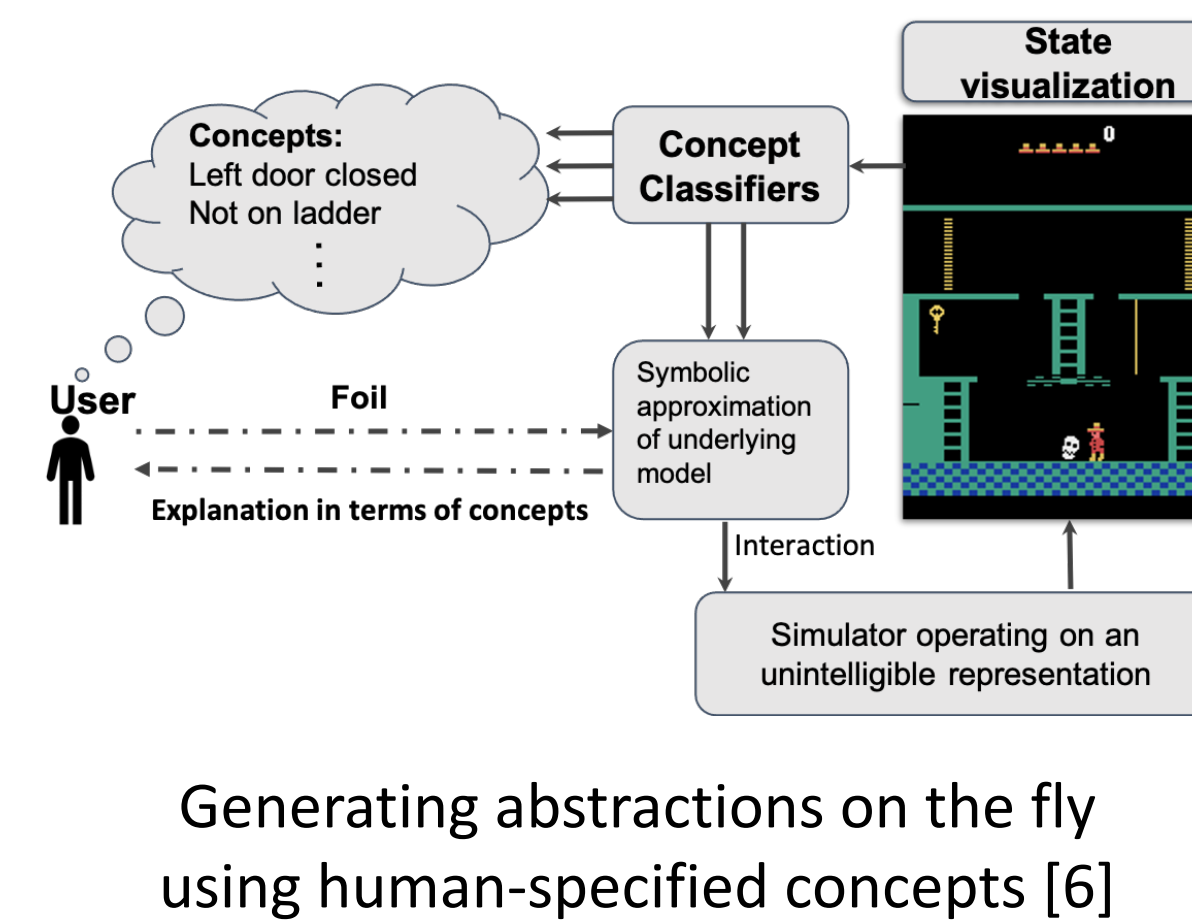 State
visualization
0
Concepts:
Left door closed
Not on ladder
Concept
Classifiers
User
Foil
Explanation in terms of concepts
Symbolic
approximation
of underlying
model
Interaction
Simulator operating on an
unintelligible representation
Generating abstractions on the fly
using human-specified concepts [6]